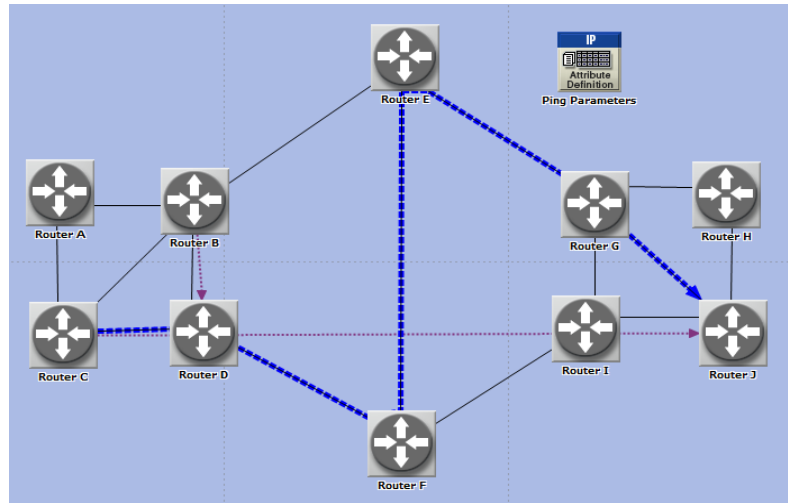 Router E
IP
Attribute
Definition
Ping Parameters
Router A
Router B
Router G
Router H
Router C
Router D
Router I
Router J
Router F